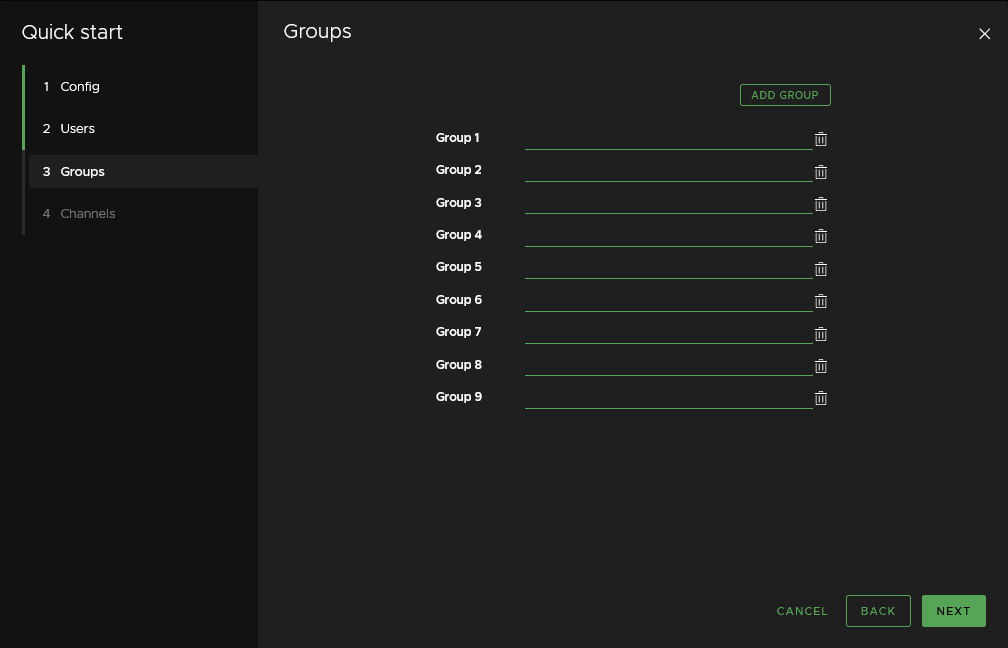 Quick start
1 Config
2 Users
3 Groups
4 Channels
Groups
ADD GROUP
Group 1
Group 2
Group 3
Group 4
Group 5
Group 6
Group 7
Group 8
Group 9
CANCEL
BACK
NEXT